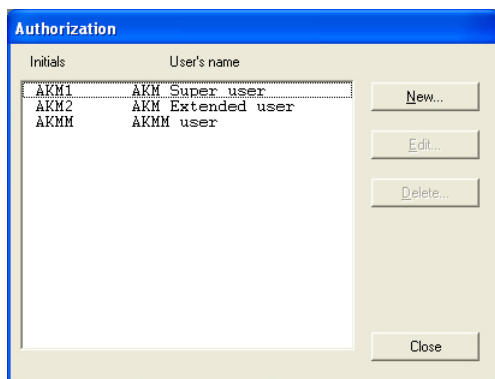 Authorization
Initials User's name
AKM1 AKM Super user
AKM2 AKM Extended user
AKMM AKMM user
New...
Edit...
Delete...
Close